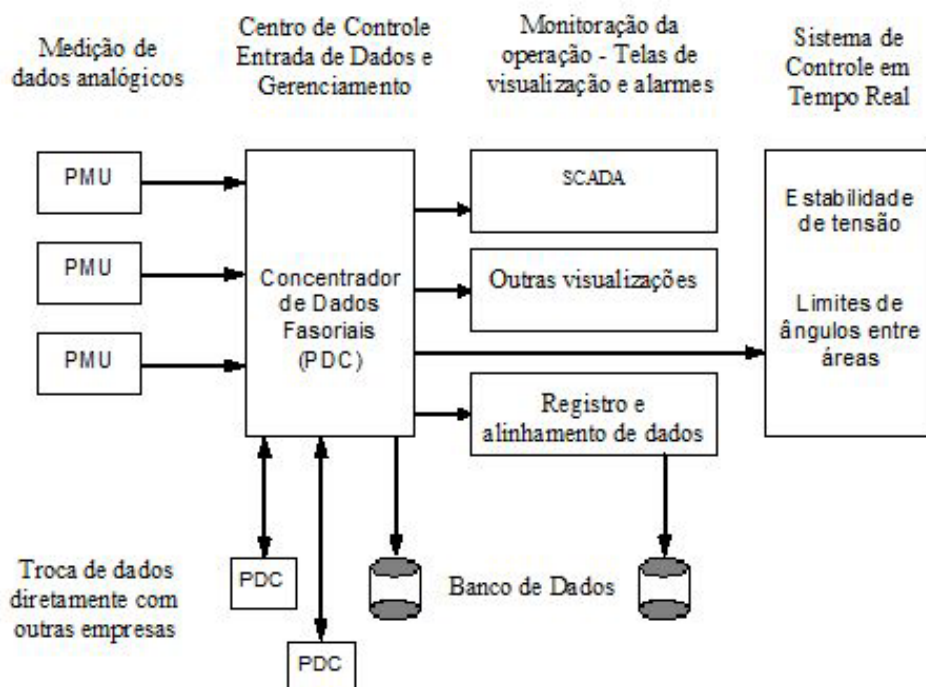 Medição de
dados analógicos
Centro de Controle
Entrada de Dados e
Gerenciamento
Monitoração da
operação - Telas de
visualização e alarmes
Sistema de
Controle em
Tempo Real
PMU
PMU
PMU
Concentrador
de Dados
Fasoriais
(PDC)
SCADA
Outras visualizações
Registro e
alinhamento de dados
Estabilidade
de tensão
Limites de
ângulos entre
áreas
Troca de dados
diretamente com
outras empresas
PDC
PDC
Banco de Dados